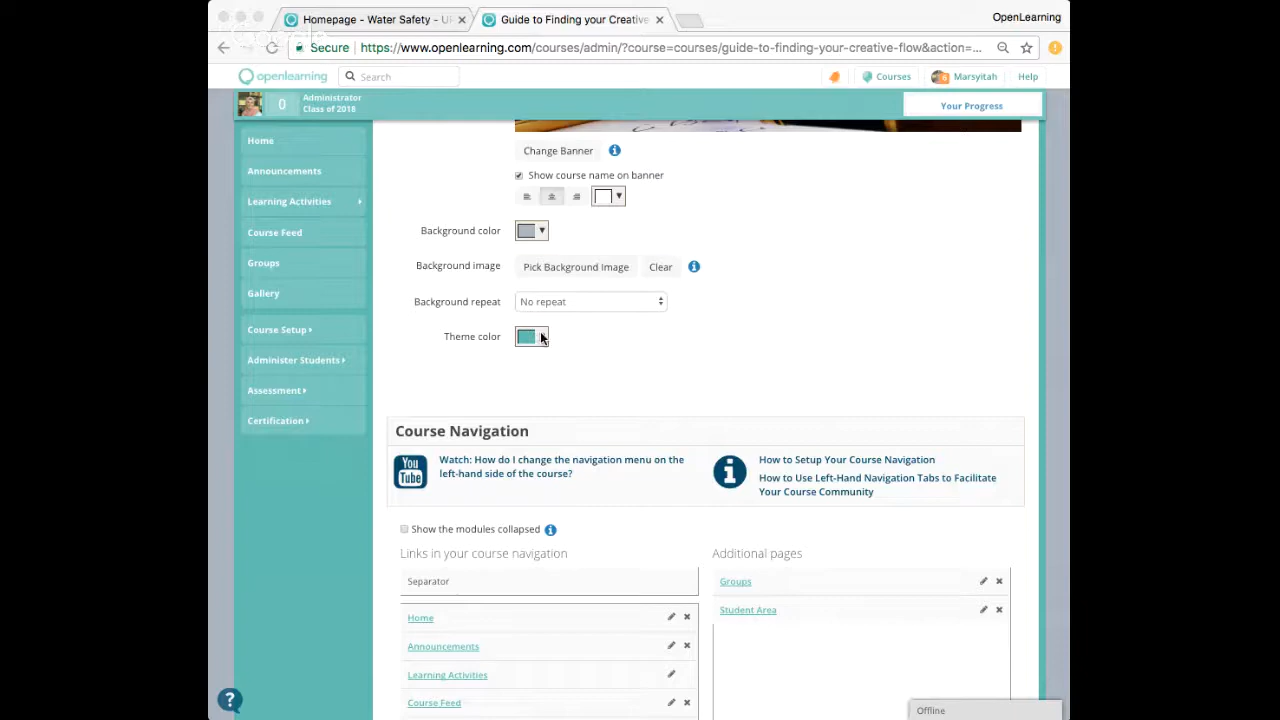 Homepage - Water Safety - U
Guide to Finding your Creative
OpenLearning
Secure
https://www.openlearning.com/courses/admin/?course=courses/guide-to-finding-your-creative-flow&action=...
openlearning
Search
Courses
Marsyitah
Help
0
Administrator
Class of 2018
Your Progress
Home
Announcements
Learning Activities
Course Feed
Groups
Gallery
Course Setup
Administer Students
Assessment
Certification
Change Banner
Show course name on banner
Background color
Background image
Pick Background Image
Clear
Background repeat
No repeat
Theme color
Course Navigation
You
Tube
Watch: How do I change the navigation menu on the
left-hand side of the course?
How to Setup Your Course Navigation
How to Use Left-Hand Navigation Tabs to Facilitate
Your Course Community
Show the modules collapsed
Links in your course navigation
Additional pages
Separator
Groups
Student Area
Home
Announcements
Learning Activities
Course Feed
?
Offline